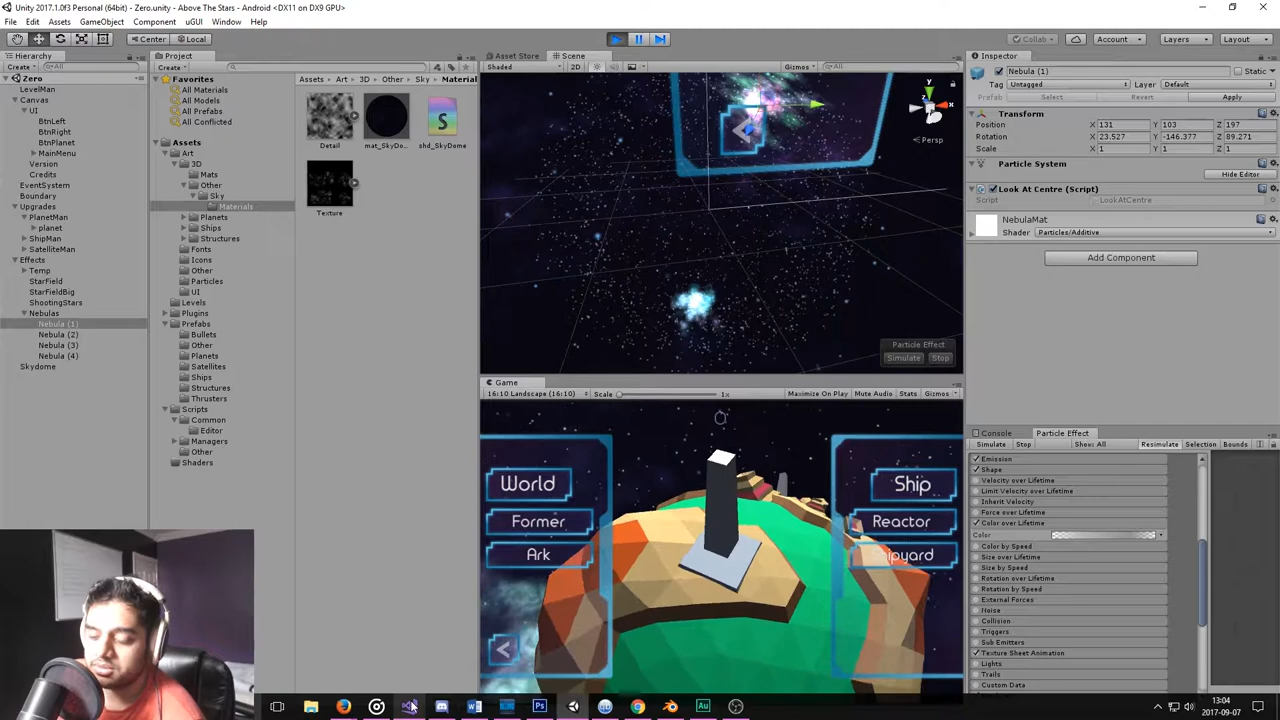 Unity 2017.1.0f3 Personal (64bit) - Zero.unity - Above The Stars - Android <DX11 on DX9 GPU>
File Edit Assets GameObject Component uGUI Window Help
Center Local
Collab Account Layers Layout
Hierarchy
Create All
Zero
LevelMan
Canvas
UI
BtnLeft
BtnRight
BtnPlanet
MainMenu
Version
Credits
EventSystem
Boundary
Upgrades
PlanetMan
planet
ShipMan
SatelliteMan
Effects
Temp
StarField
StarFieldBig
ShootingStars
Nebulas
Nebula (1)
Nebula (2)
Nebula (3)
Nebula (4)
Skydome
Project
Create
Favorites
All Materials
All Models
All Prefabs
All Conflicted
Assets
Art
3D
Mats
Other
Sky
Materials
Planets
Ships
Structures
Fonts
Icons
Other
Particles
UI
Levels
Plugins
Prefabs
Bullets
Other
Planets
Satellites
Ships
Structures
Thrusters
Scripts
Common
Editor
Managers
Other
Shaders
Assets Art 3D Other Sky Material
Detail
mat_SkyDo...
shd_SkyDome
S
Texture
Asset Store Scene
Shaded 2D Gizmos All
y
x
Persp
Particle Effect
Simulate Stop
Game
16:10 Landscape (16:10) Scale 1x Maximize On Play Mute Audio Stats Gizmos
World
Former
Ark
Ship
Reactor
Shipyard
Inspector
Nebula (1) Static
Tag Untagged Layer Default
Prefab Select Revert Apply
Transform
Position X 131 Y 103 Z 197
Rotation X 23.527 Y -146.377 Z 89.271
Scale X 1 Y 1 Z 1
Particle System
Hide Editor
Look At Centre (Script)
Script LookAtCentre
NebulaMat
Shader Particles/Additive
Add Component
Console Particle Effect
Simulate Stop Show: All Resimulate Selection Bounds
Emission
Shape
Velocity over Lifetime
Limit Velocity over Lifetime
Inherit Velocity
Force over Lifetime
Color over Lifetime
Color
Color by Speed
Size over Lifetime
Size by Speed
Rotation over Lifetime
Rotation by Speed
External Forces
Noise
Collision
Triggers
Sub Emitters
Texture Sheet Animation
Lights
Trails
Custom Data
13:04
2017-09-07